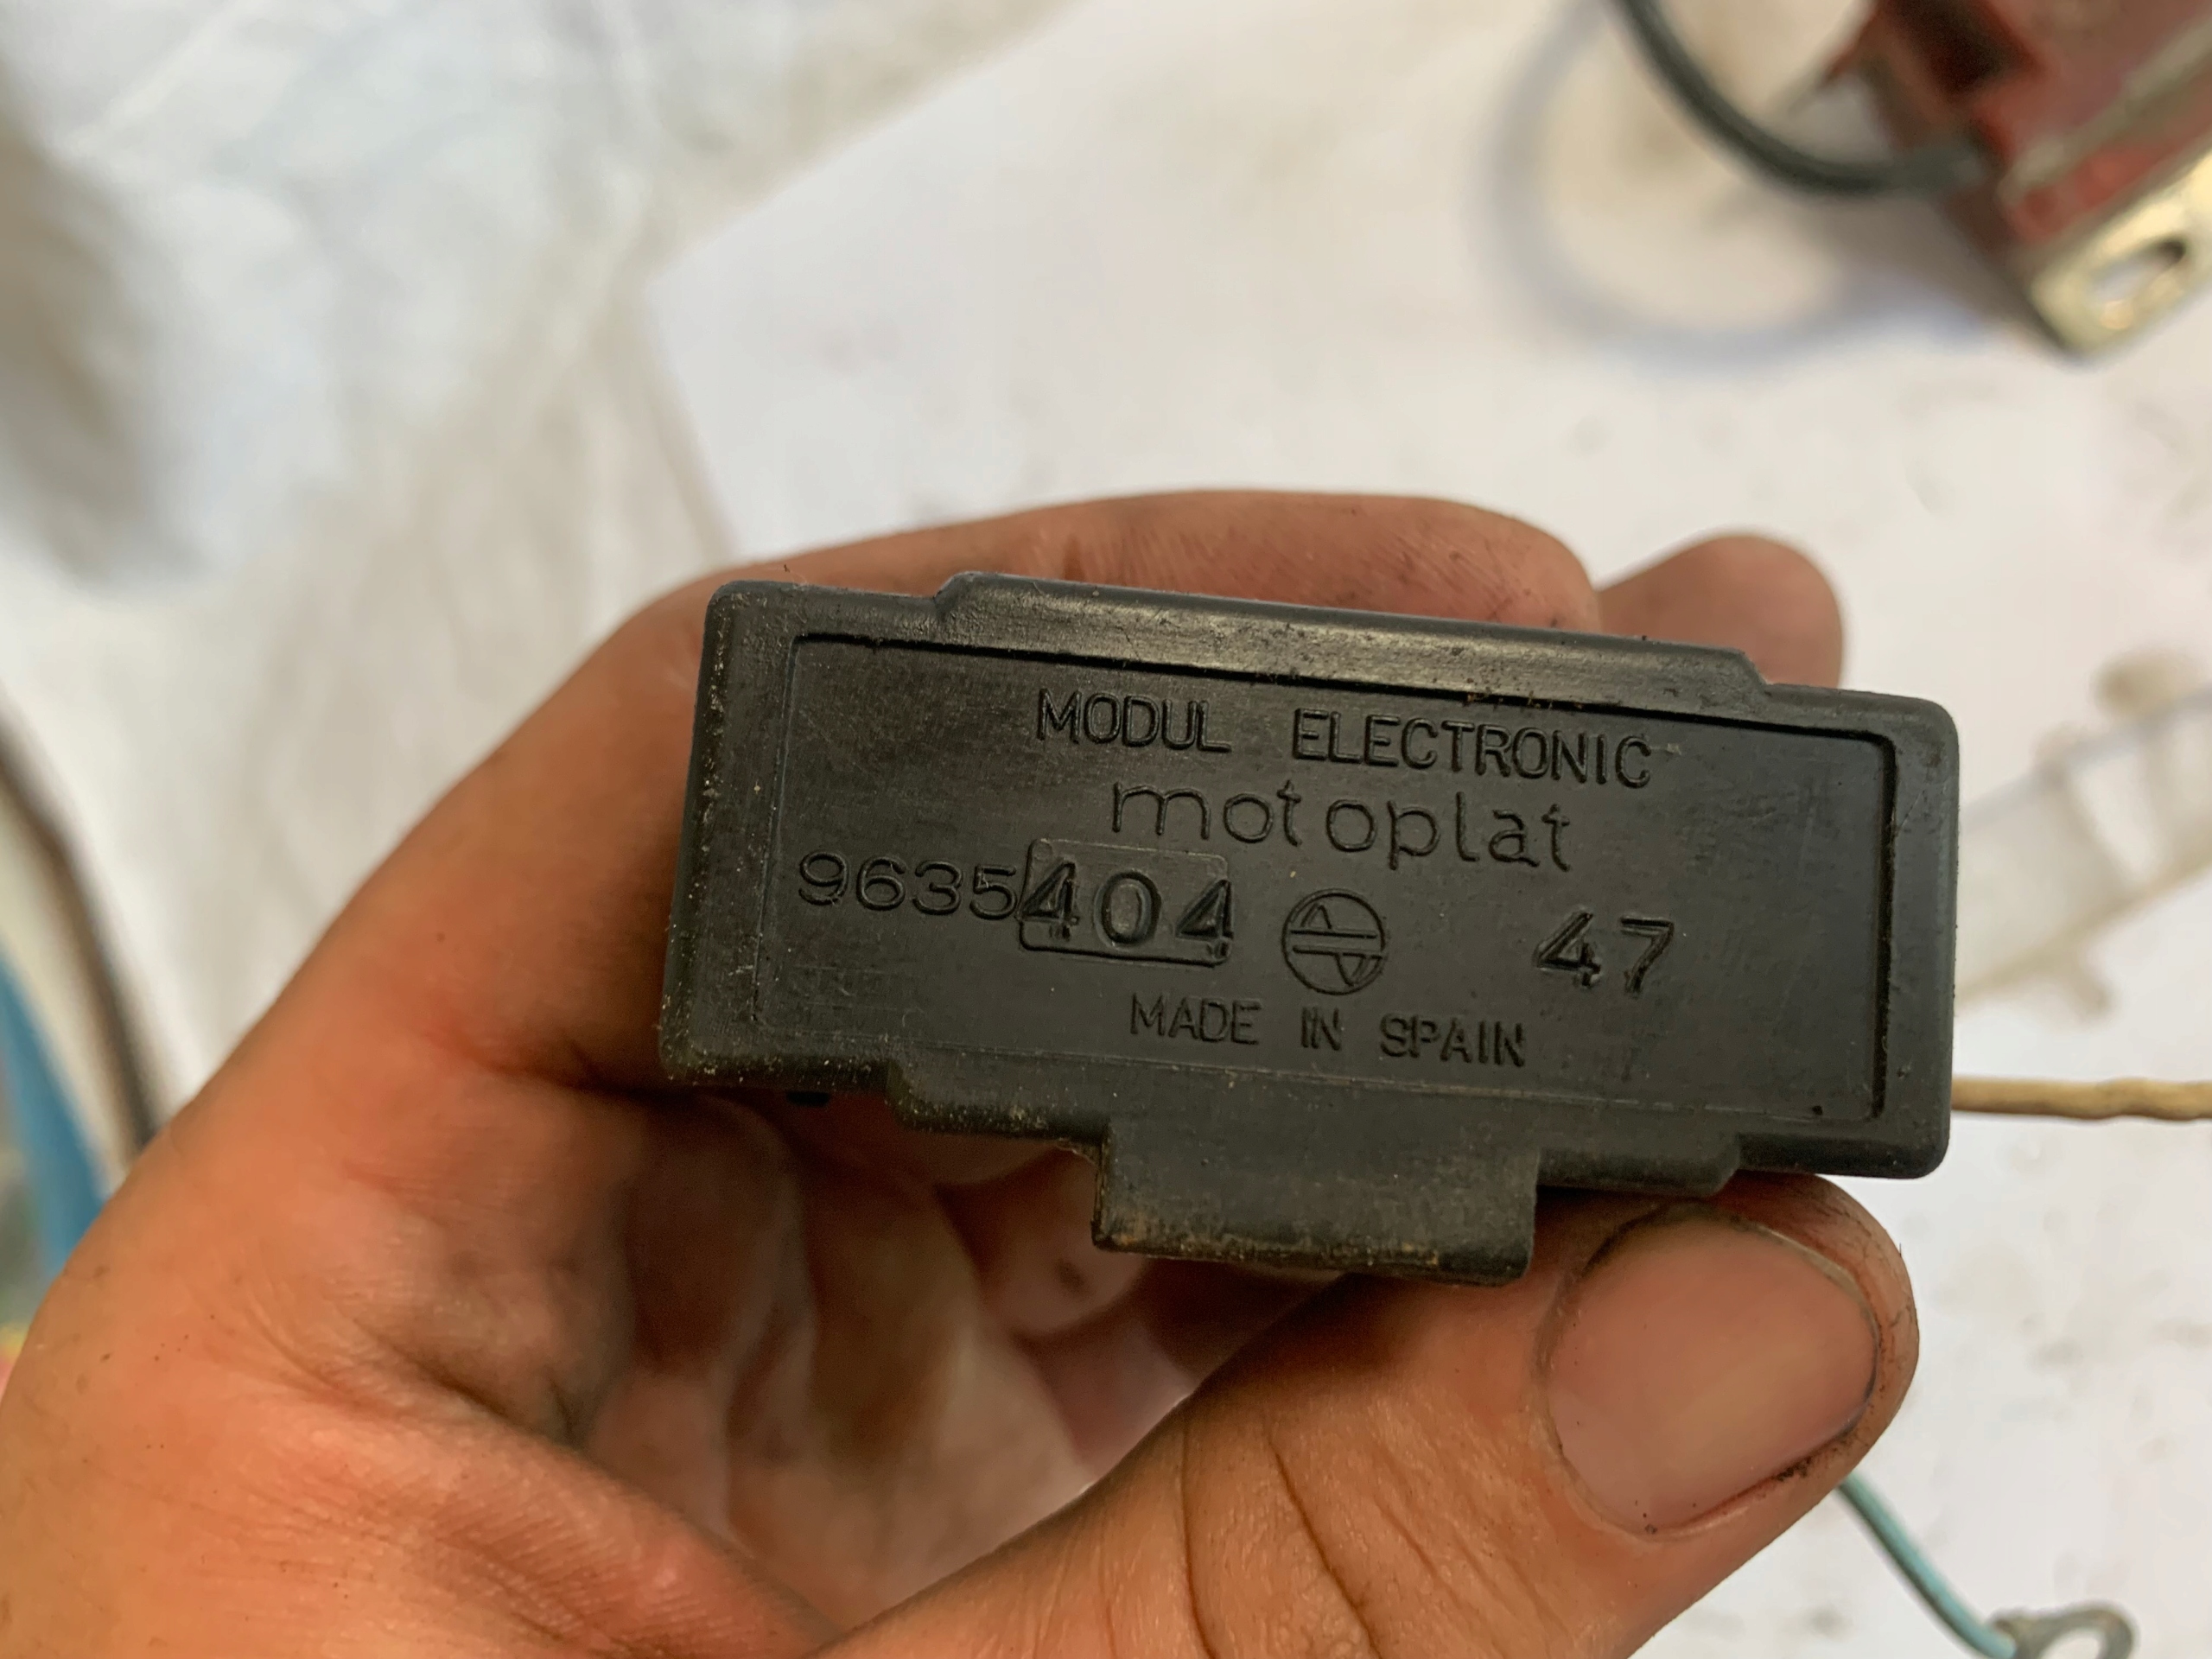 MODUL ELECTRONIC
motoplat
9635404 47
MADE IN SPAIN